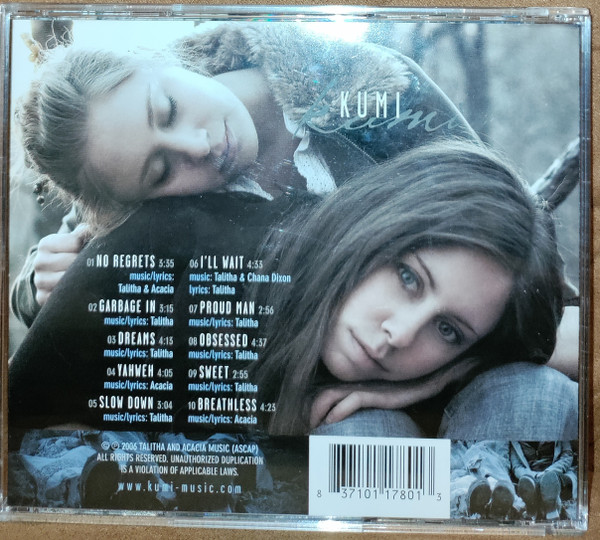 KUMI
kumi
01 NO REGRETS 3:35
music/lyrics:
Talitha & Acacia
02 GARBAGE IN 3:15
music/lyrics: Talitha
03 DREAMS 4:13
music/lyrics: Talitha
04 YAHWEH 4:05
music/lyrics: Acacia
05 SLOW DOWN 3:04
music/lyrics: Talitha
06 I'LL WAIT 4:33
music: Talitha & Chana Dixon
lyrics: Talitha
07 PROUD MAN 2:56
music/lyrics: Talitha
08 OBSESSED 4:37
music/lyrics: Talitha
09 SWEET 2:55
music/lyrics: Talitha
10 BREATHLESS 4:23
music/lyrics: Acacia
© ℗ 2006 TALITHA AND ACACIA MUSIC (ASCAP)
ALL RIGHTS RESERVED. UNAUTHORIZED DUPLICATION
IS A VIOLATION OF APPLICABLE LAWS.
www.kumi-music.com
8 37101 17801 3